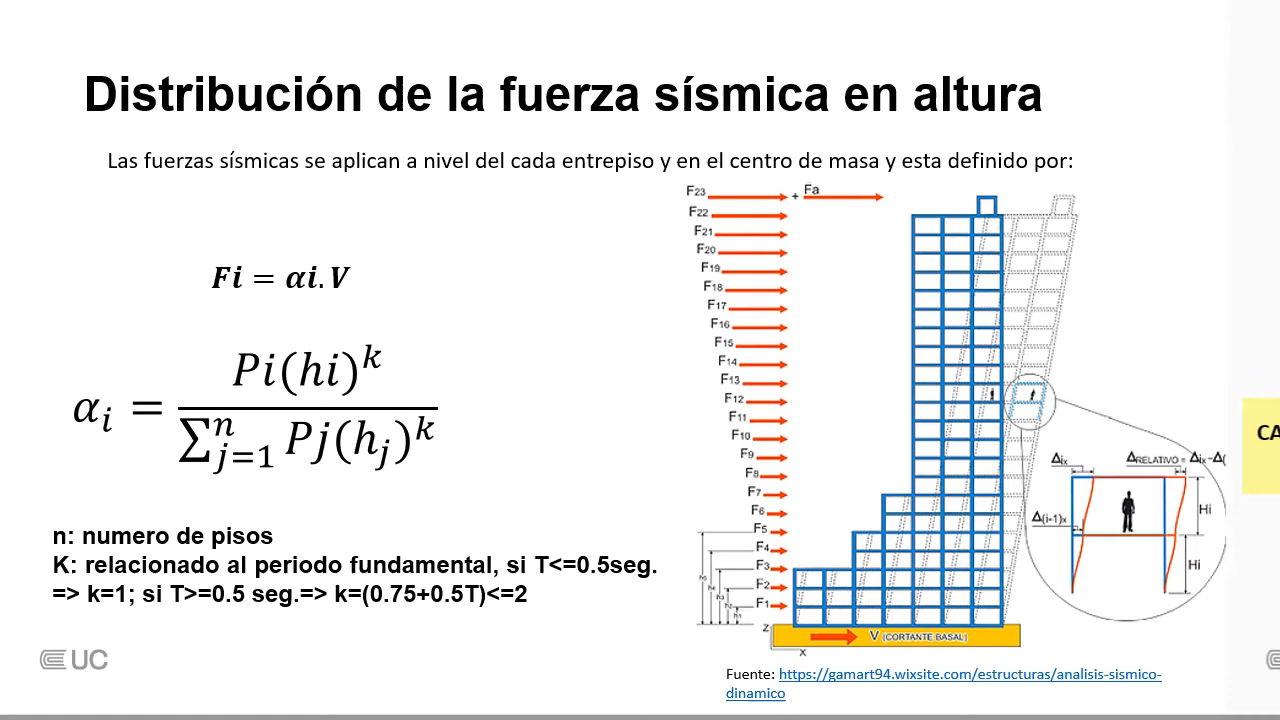 Distribución de la fuerza sísmica en altura
Las fuerzas sísmicas se aplican a nivel del cada entrepiso y en el centro de masa y esta definido por:
Fi = αi.V
α_i = Pi(hi)^k / ∑_{j=1}^n Pj(h_j)^k
n: numero de pisos
K: relacionado al periodo fundamental, si T<=0.5seg.
=> k=1; si T>=0.5 seg.=> k=(0.75+0.5T)<=2
UC
F23 + Fa
F22
F21
F20
F19
F18
F17
F16
F15
F14
F13
F12
F11
F10
F9
F8
F7
F6
F5
F4
F3
F2
F1
h1
Z
X
V (CORTANTE BASAL)
Δix
ΔRELATIVO = Δix-Δ(
Δ(i-1)x
Hi
Hi
Fuente: https://gamart94.wixsite.com/estructuras/analisis-sismico-
dinamico
CA